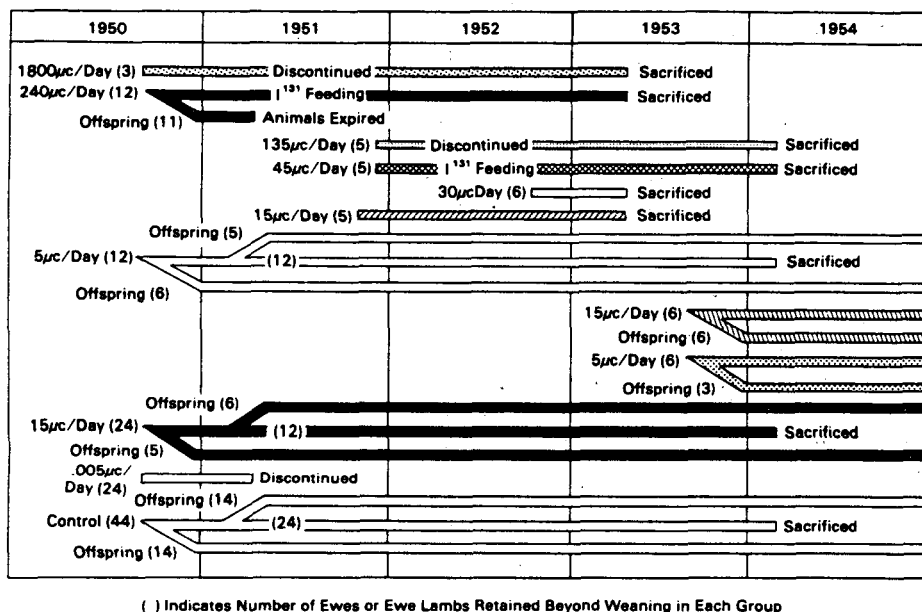 1950 1951 1952 1953 1954
1800μc/Day (3) Discontinued Sacrificed
240μc/Day (12) I¹³¹ Feeding Sacrificed
Offspring (11) Animals Expired
135μc/Day (5) Discontinued Sacrificed
45μc/Day (5) I¹³¹ Feeding Sacrificed
30μcDay (6) Sacrificed
15μc/Day (5) Sacrificed
Offspring (5)
5μc/Day (12) (12) Sacrificed
Offspring (6)
15μc/Day (6)
Offspring (6)
5μc/Day (6)
Offspring (3)
Offspring (6)
15μc/Day (24) (12) Sacrificed
Offspring (5)
.005μc/
Day (24) Discontinued
Offspring (14)
Control (44) (24) Sacrificed
Offspring (14)
( ) Indicates Number of Ewes or Ewe Lambs Retained Beyond Weaning in Each Group